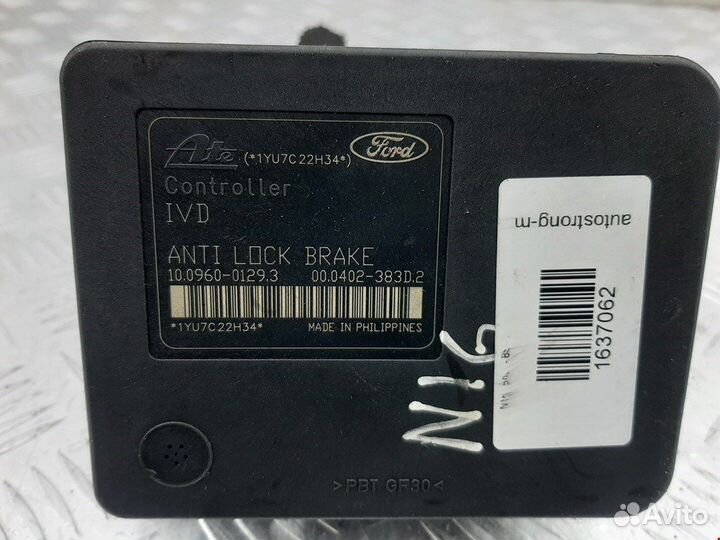 Ate (*1YU7C22H34*) Ford
Controller
IVD
ANTI LOCK BRAKE
10.0960-0129.3 00.0402-383D.2
*1YU7C22H34* MADE IN PHILIPPINES
autostrong-m
1637062
>PBT GF30<
Avito